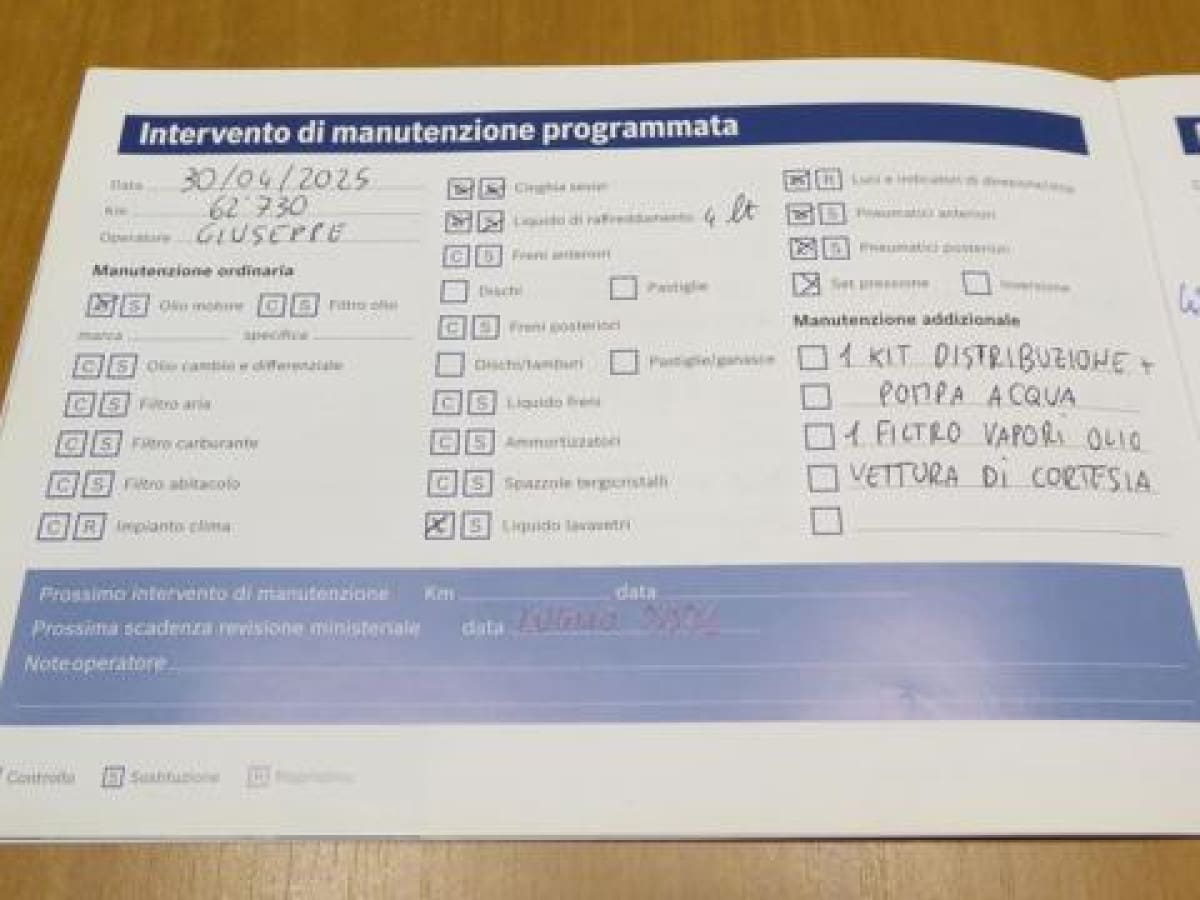 Intervento di manutenzione programmata
Data 30/04/2025
Km 62'730
Operatore GIUSEPPE
Manutenzione ordinaria
S Olio motore C S Filtro olio
marca specifica
C S Olio cambio e differenziale
C S Filtro aria
C S Filtro carburante
C S Filtro abitacolo
C R Impianto clima
Cinghia servizi
Liquido di raffreddamento 4 lt
C S Freni anteriori
Dischi Pastiglie
C S Freni posteriori
Dischi/tamburi Pastiglie/ganasce
C S Liquido freni
C S Ammortizzatori
C S Spazzole tergicristalli
S Liquido lavavetri
R Luci e indicatori di direzione
S Pneumatici anteriori
S Pneumatici posteriori
Set pressione Inversione
Manutenzione addizionale
1 KIT DISTRIBUZIONE +
POMPA ACQUA
1 FILTRO VAPORI OLIO
VETTURA DI CORTESIA
Prossimo intervento di manutenzione Km data
Prossima scadenza revisione ministeriale data
Note operatore
Controllo S Sostituzione R